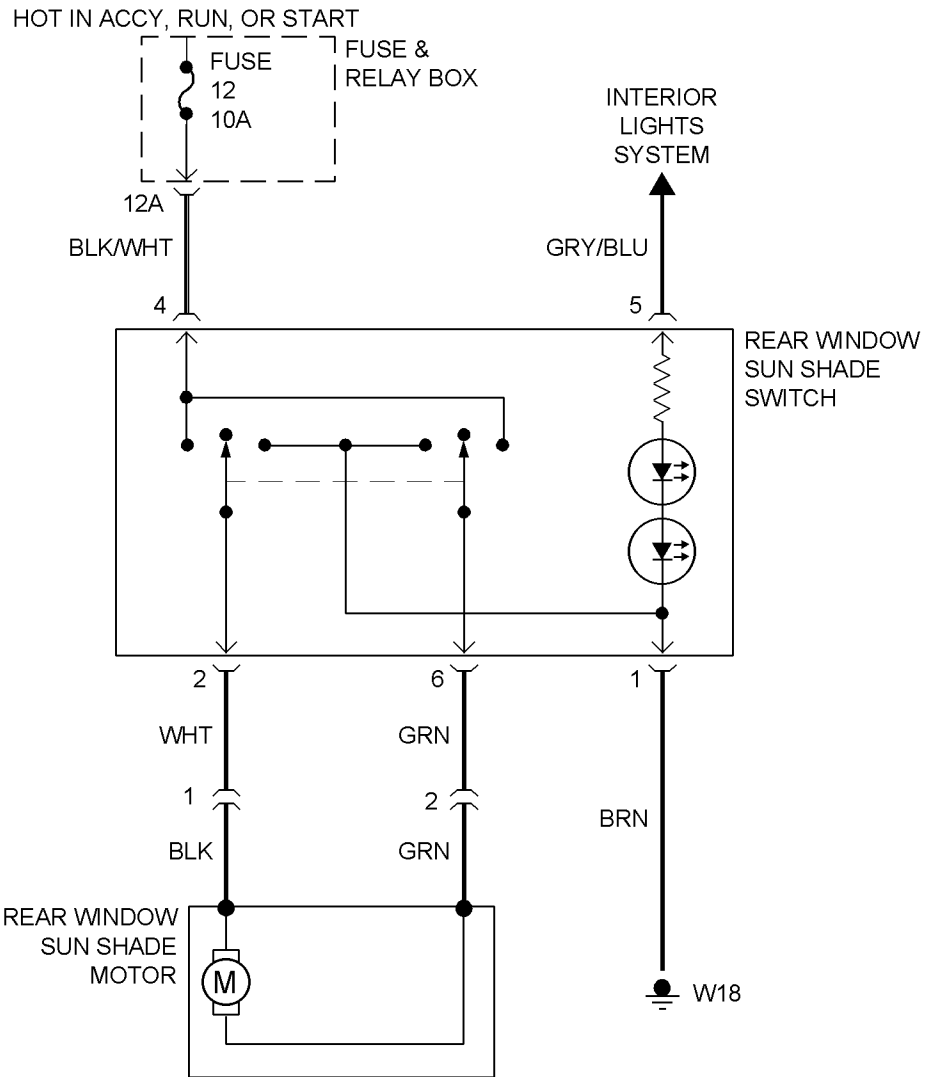 HOT IN ACCY, RUN, OR START
FUSE
12
10A
FUSE &
RELAY BOX
INTERIOR
LIGHTS
SYSTEM
12A
BLK/WHT
GRY/BLU
4
5
REAR WINDOW
SUN SHADE
SWITCH
2
6
1
WHT
GRN
1
2
BRN
BLK
GRN
REAR WINDOW
SUN SHADE
MOTOR
M
W18